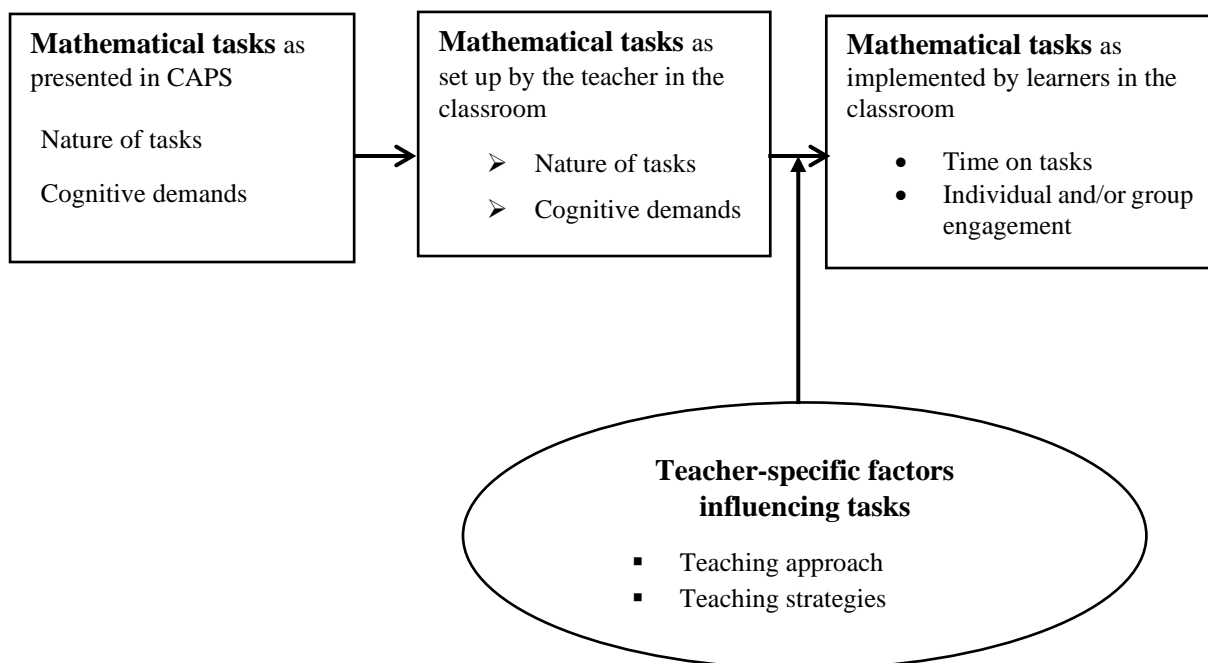 Mathematical tasks as
presented in CAPS
Nature of tasks
Cognitive demands
Mathematical tasks as
set up by the teacher in the
classroom
➢ Nature of tasks
➢ Cognitive demands
Mathematical tasks as
implemented by learners in the
classroom
• Time on tasks
• Individual and/or group
engagement
Teacher-specific factors
influencing tasks
▪ Teaching approach
▪ Teaching strategies